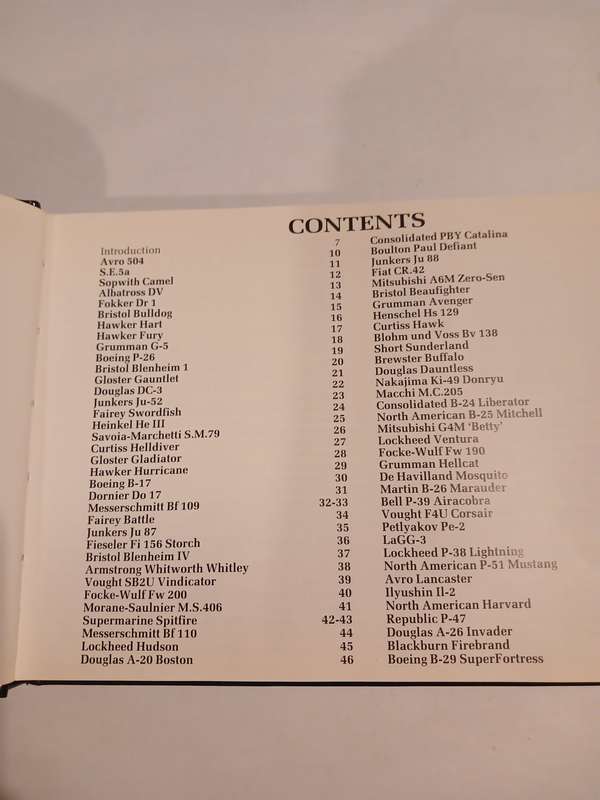 CONTENTS
Introduction 7
Avro 504 10
S.E.5a 11
Sopwith Camel 12
Albatross DV 13
Fokker Dr 1 14
Bristol Bulldog 15
Hawker Hart 16
Hawker Fury 17
Grumman G-5 18
Boeing P-26 19
Bristol Blenheim 1 20
Gloster Gauntlet 21
Douglas DC-3 22
Junkers Ju-52 23
Fairey Swordfish 24
Heinkel He III 25
Savoia-Marchetti S.M.79 26
Curtiss Helldiver 27
Gloster Gladiator 28
Hawker Hurricane 29
Boeing B-17 30
Dornier Do 17 31
Messerschmitt Bf 109 32-33
Fairey Battle 34
Junkers Ju 87 35
Fieseler Fi 156 Storch 36
Bristol Blenheim IV 37
Armstrong Whitworth Whitley 38
Vought SB2U Vindicator 39
Focke-Wulf Fw 200 40
Morane-Saulnier M.S.406 41
Supermarine Spitfire 42-43
Messerschmitt Bf 110 44
Lockheed Hudson 45
Douglas A-20 Boston 46
Consolidated PBY Catalina
Boulton Paul Defiant
Junkers Ju 88
Fiat CR.42
Mitsubishi A6M Zero-Sen
Bristol Beaufighter
Grumman Avenger
Henschel Hs 129
Curtiss Hawk
Blohm und Voss Bv 138
Short Sunderland
Brewster Buffalo
Douglas Dauntless
Nakajima Ki-49 Donryu
Macchi M.C.205
Consolidated B-24 Liberator
North American B-25 Mitchell
Mitsubishi G4M ‘Betty’
Lockheed Ventura
Focke-Wulf Fw 190
Grumman Hellcat
De Havilland Mosquito
Martin B-26 Marauder
Bell P-39 Airacobra
Vought F4U Corsair
Petlyakov Pe-2
LaGG-3
Lockheed P-38 Lightning
North American P-51 Mustang
Avro Lancaster
Ilyushin Il-2
North American Harvard
Republic P-47
Douglas A-26 Invader
Blackburn Firebrand
Boeing B-29 SuperFortress